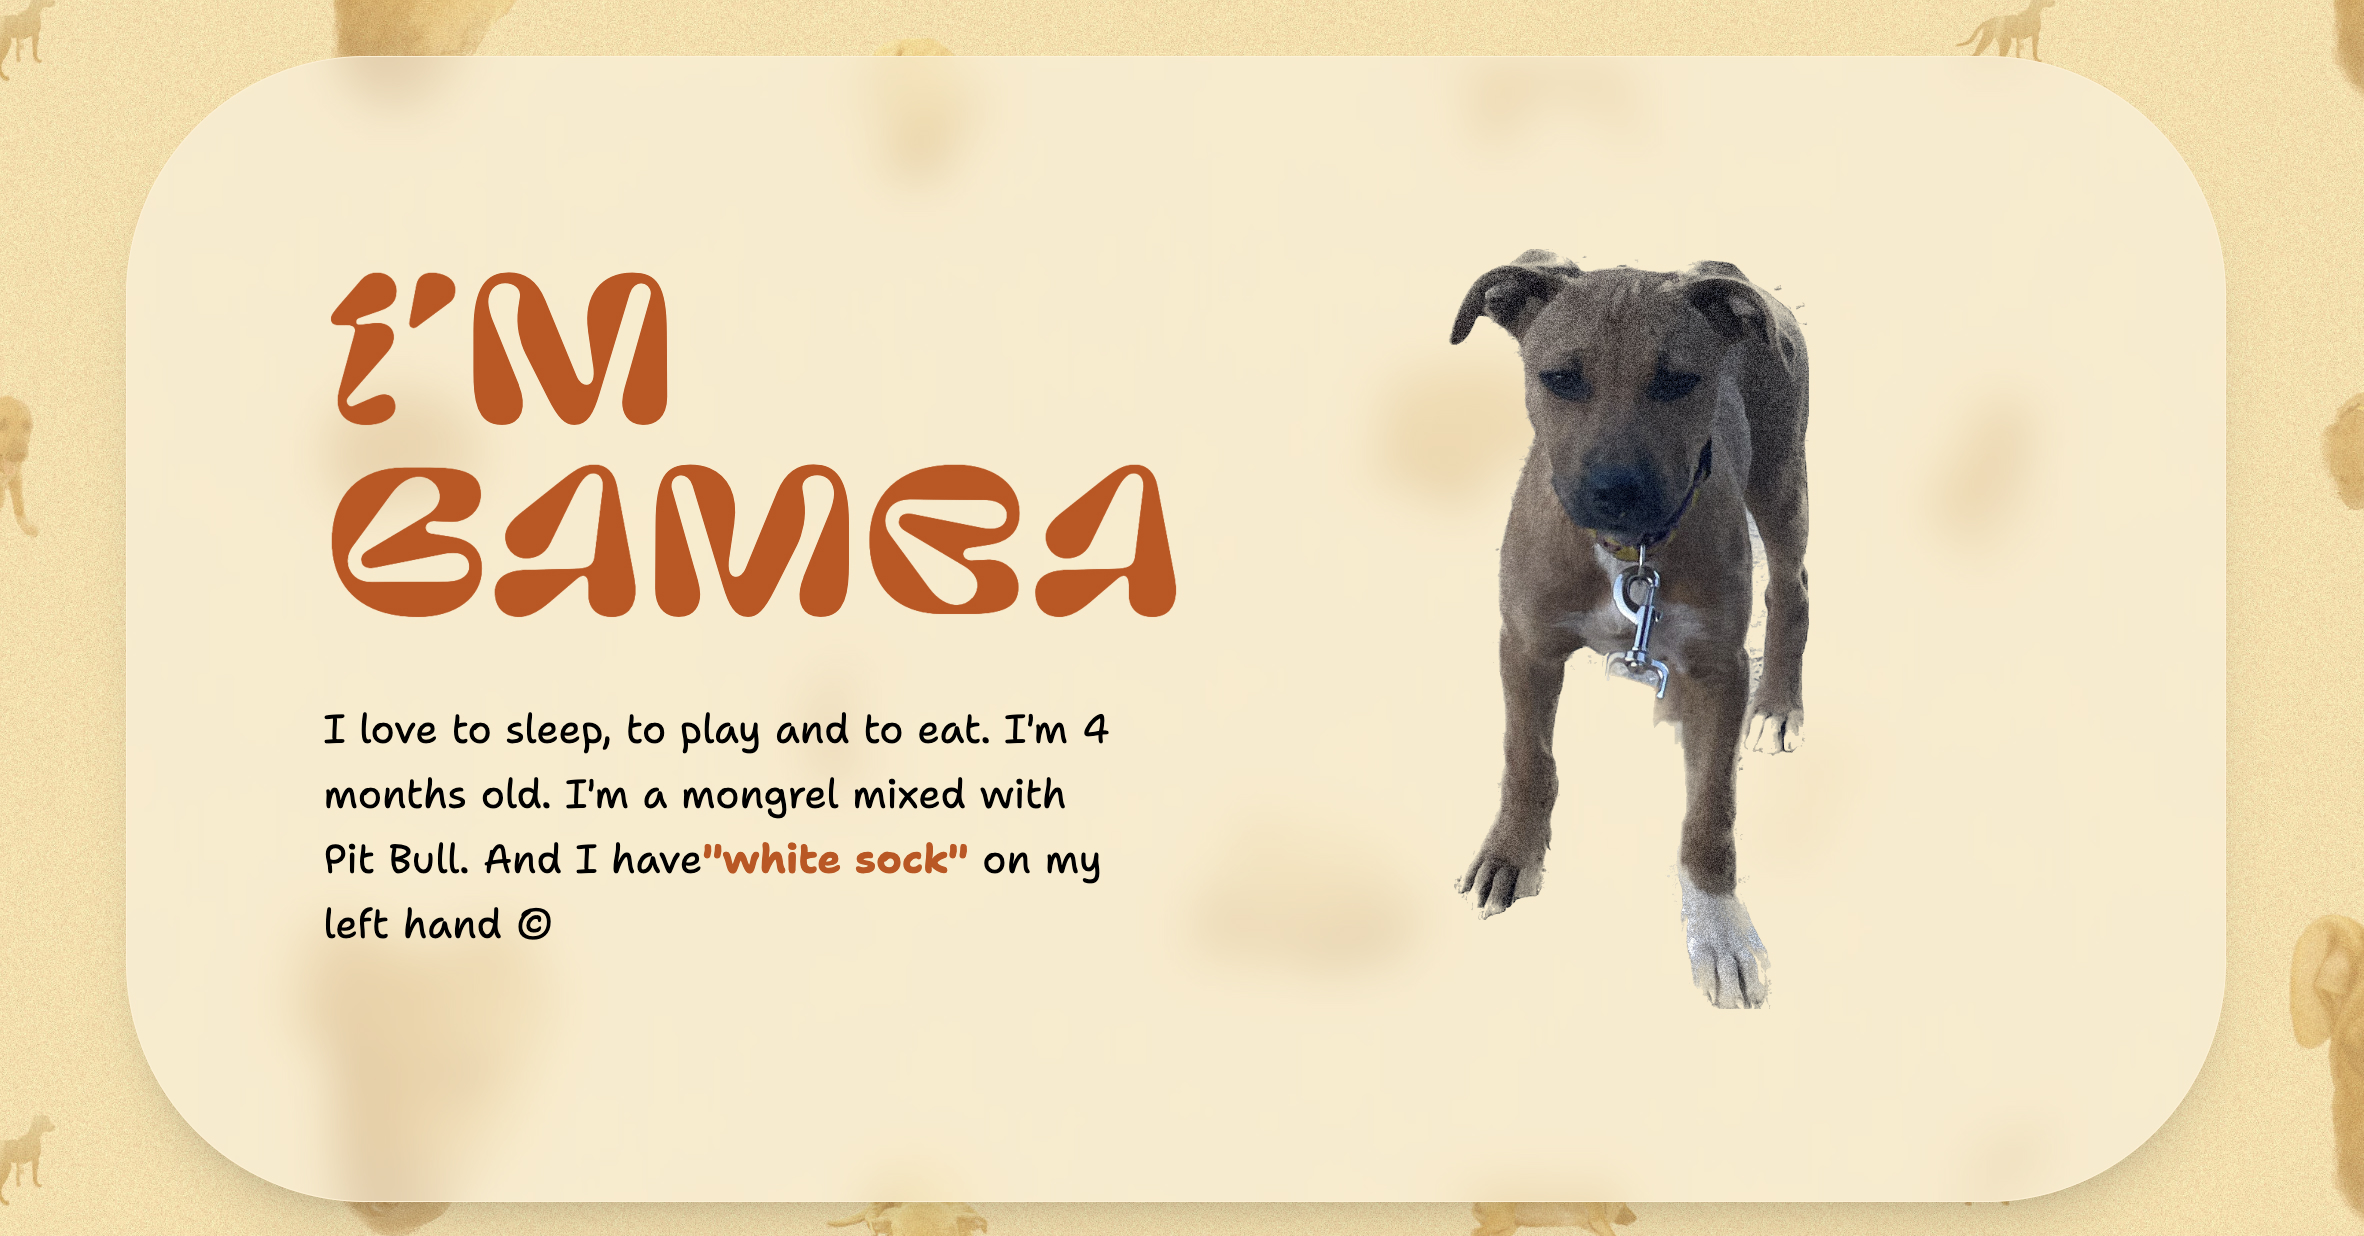 I'M
BAMBA
I love to sleep, to play and to eat. I'm 4
months old. I'm a mongrel mixed with
Pit Bull. And I have"white sock" on my
left hand ©